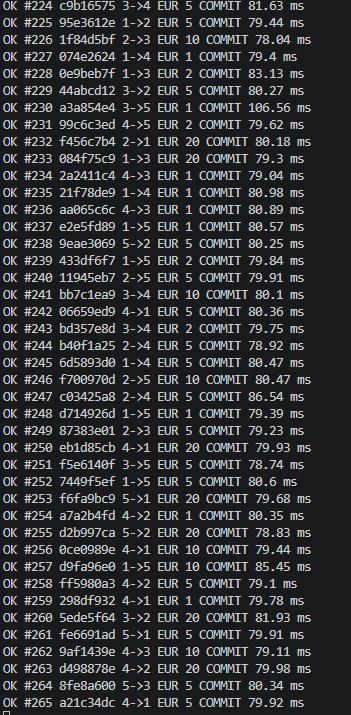 OK #224 c9b16575 3->4 EUR 5 COMMIT 81.63 ms
OK #225 95e3612e 1->2 EUR 5 COMMIT 79.44 ms
OK #226 1f84d5bf 2->3 EUR 10 COMMIT 78.04 ms
OK #227 074e2624 1->4 EUR 1 COMMIT 79.4 ms
OK #228 0e9beb7f 1->3 EUR 2 COMMIT 83.13 ms
OK #229 44abcd12 3->2 EUR 5 COMMIT 80.27 ms
OK #230 a3a854e4 3->5 EUR 1 COMMIT 106.56 ms
OK #231 99c6c3ed 4->5 EUR 2 COMMIT 79.62 ms
OK #232 f456c7b4 2->1 EUR 20 COMMIT 80.18 ms
OK #233 084f75c9 1->3 EUR 20 COMMIT 79.3 ms
OK #234 2a2411c4 4->3 EUR 1 COMMIT 79.04 ms
OK #235 21f78de9 1->4 EUR 1 COMMIT 80.98 ms
OK #236 aa065c6c 4->3 EUR 1 COMMIT 80.89 ms
OK #237 e2e5fd89 1->5 EUR 1 COMMIT 80.57 ms
OK #238 9eae3069 5->2 EUR 5 COMMIT 80.25 ms
OK #239 433df6f7 1->5 EUR 2 COMMIT 79.84 ms
OK #240 11945eb7 2->5 EUR 5 COMMIT 79.91 ms
OK #241 bb7c1ea9 3->4 EUR 10 COMMIT 80.1 ms
OK #242 06659ed9 4->1 EUR 5 COMMIT 80.36 ms
OK #243 bd357e8d 3->4 EUR 2 COMMIT 79.75 ms
OK #244 b40f1a25 2->4 EUR 5 COMMIT 78.92 ms
OK #245 6d5893d0 1->4 EUR 5 COMMIT 80.47 ms
OK #246 f700970d 2->5 EUR 10 COMMIT 80.47 ms
OK #247 c03425a8 2->4 EUR 5 COMMIT 86.54 ms
OK #248 d714926d 1->5 EUR 1 COMMIT 79.39 ms
OK #249 87383e01 2->3 EUR 5 COMMIT 79.23 ms
OK #250 eb1d85cb 4->1 EUR 20 COMMIT 79.93 ms
OK #251 f5e6140f 3->5 EUR 5 COMMIT 78.74 ms
OK #252 7449f5ef 1->5 EUR 5 COMMIT 80.6 ms
OK #253 f6fa9bc9 5->1 EUR 20 COMMIT 79.68 ms
OK #254 a7a2b4fd 4->2 EUR 1 COMMIT 80.35 ms
OK #255 d2b997ca 5->2 EUR 20 COMMIT 78.83 ms
OK #256 0ce0989e 4->1 EUR 10 COMMIT 79.44 ms
OK #257 d9fa96e0 1->5 EUR 10 COMMIT 85.45 ms
OK #258 ff5980a3 4->2 EUR 5 COMMIT 79.1 ms
OK #259 298df932 4->1 EUR 1 COMMIT 79.78 ms
OK #260 5ede5f64 3->2 EUR 20 COMMIT 81.93 ms
OK #261 fe6691ad 5->1 EUR 5 COMMIT 79.91 ms
OK #262 9af1439e 4->3 EUR 10 COMMIT 79.11 ms
OK #263 d498878e 4->2 EUR 20 COMMIT 79.98 ms
OK #264 8fe8a600 5->3 EUR 5 COMMIT 80.34 ms
OK #265 a21c34dc 4->1 EUR 5 COMMIT 79.92 ms